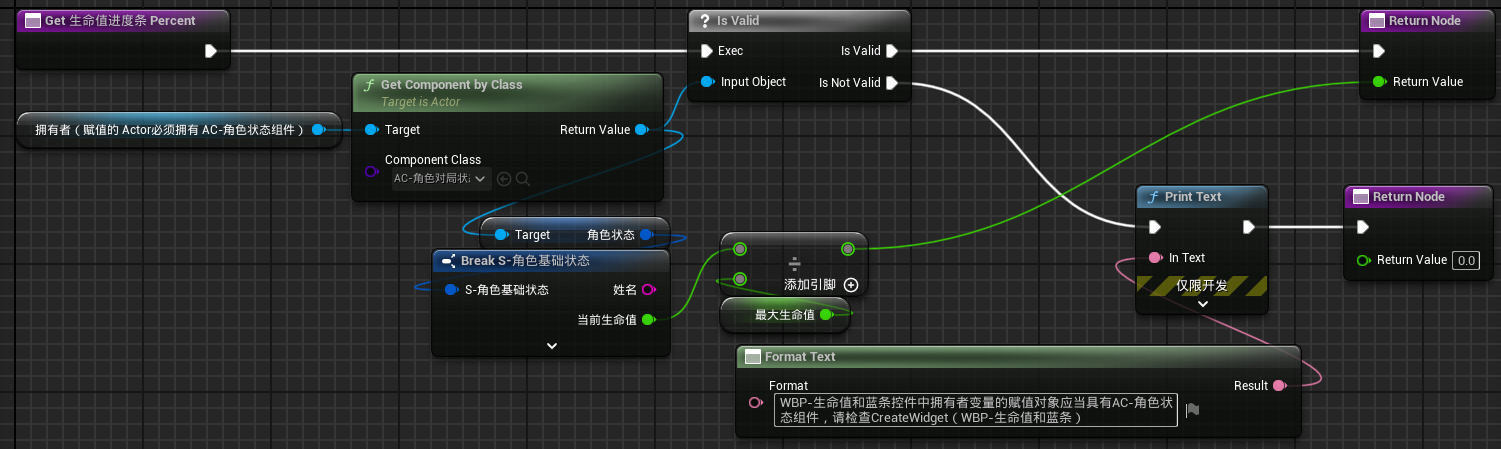 Get 生命值进度条 Percent
Is Valid
Return Node
Exec
Is Valid
Input Object
Is Not Valid
Return Value
Get Component by Class
Target is Actor
拥有者（赋值的 Actor必须拥有 AC-角色状态组件）
Target
Return Value
Component Class
AC-角色对局状
Print Text
In Text
仅限开发
Return Node
Return Value
0.0
Target
角色状态
Break S-角色基础状态
S-角色基础状态
姓名
当前生命值
÷
添加引脚
最大生命值
Format Text
Format
Result
WBP-生命值和蓝条控件中拥有者变量的赋值对象应当具有AC-角色状
态组件，请检查CreateWidget（WBP-生命值和蓝条）